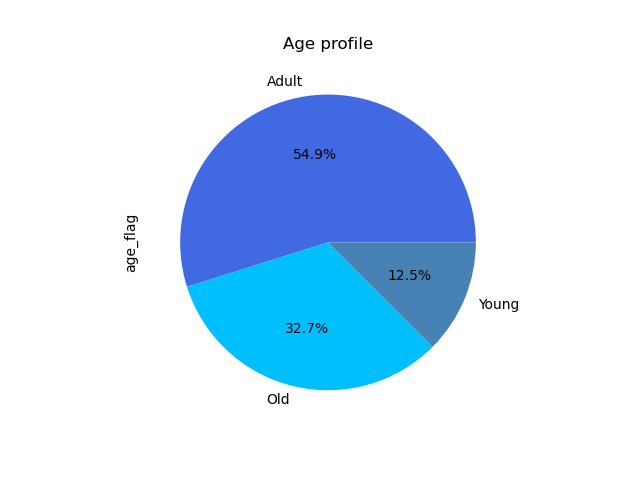 Age profile
Adult
54.9%
age_flag
12.5%
Young
32.7%
Old